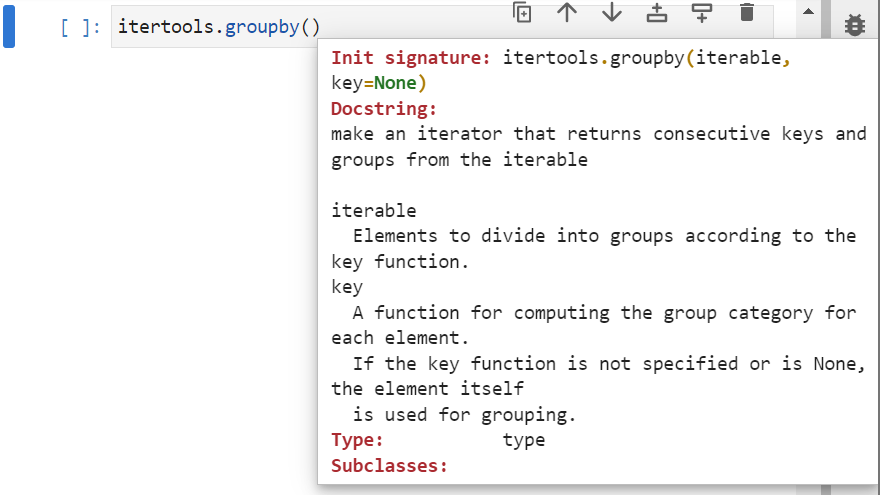 [ ]: itertools.groupby()
Init signature: itertools.groupby(iterable,
key=None)
Docstring:
make an iterator that returns consecutive keys and
groups from the iterable
iterable
Elements to divide into groups according to the
key function.
key
A function for computing the group category for
each element.
If the key function is not specified or is None,
the element itself
is used for grouping.
Type: type
Subclasses: